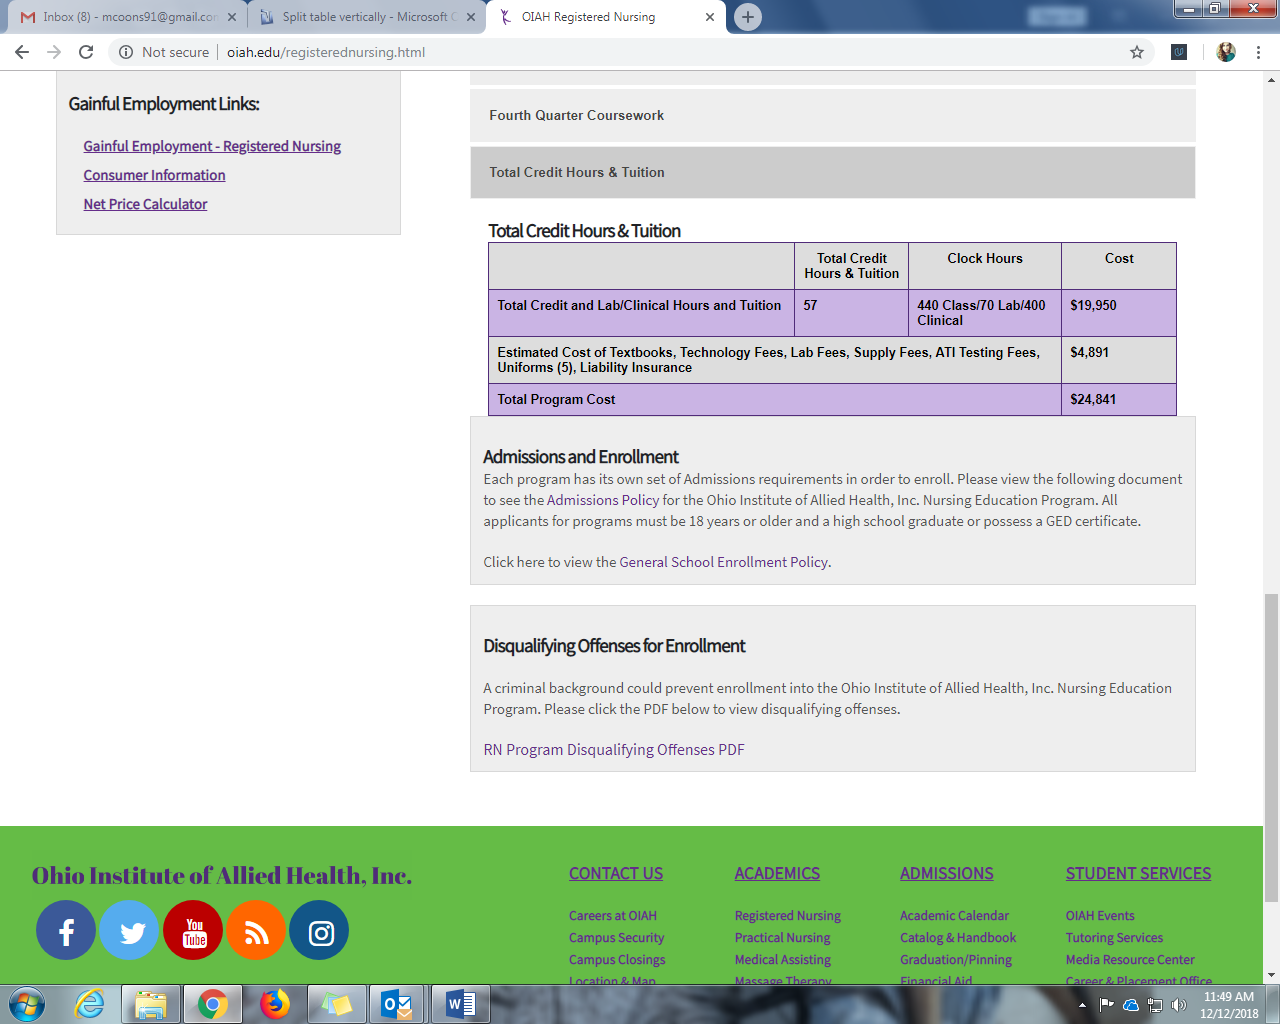 Inbox (8) - mcoons91@gmail.con
Split table vertically - Microsoft C
OIAH Registered Nursing
Not secure
oiah.edu/registerednursing.html
Gainful Employment Links:
Gainful Employment - Registered Nursing
Consumer Information
Net Price Calculator
Fourth Quarter Coursework
Total Credit Hours & Tuition
Total Credit Hours & Tuition
Total Credit Hours & Tuition
Clock Hours
Cost
Total Credit and Lab/Clinical Hours and Tuition
57
440 Class/70 Lab/400
Clinical
$19,950
Estimated Cost of Textbooks, Technology Fees, Lab Fees, Supply Fees, ATI Testing Fees,
Uniforms (5), Liability Insurance
$4,891
Total Program Cost
$24,841
Admissions and Enrollment
Each program has its own set of Admissions requirements in order to enroll. Please view the following document
to see the Admissions Policy for the Ohio Institute of Allied Health, Inc. Nursing Education Program. All
applicants for programs must be 18 years or older and a high school graduate or possess a GED certificate.
Click here to view the General School Enrollment Policy.
Disqualifying Offenses for Enrollment
A criminal background could prevent enrollment into the Ohio Institute of Allied Health, Inc. Nursing Education
Program. Please click the PDF below to view disqualifying offenses.
RN Program Disqualifying Offenses PDF
Ohio Institute of Allied Health, Inc.
You
Tube
CONTACT US
Careers at OIAH
Campus Security
Campus Closings
Location & Map
ACADEMICS
Registered Nursing
Practical Nursing
Medical Assisting
Massage Therapy
ADMISSIONS
Academic Calendar
Catalog & Handbook
Graduation/Pinning
Financial Aid
STUDENT SERVICES
OIAH Events
Tutoring Services
Media Resource Center
Career & Placement Office
11:49 AM
12/12/2018